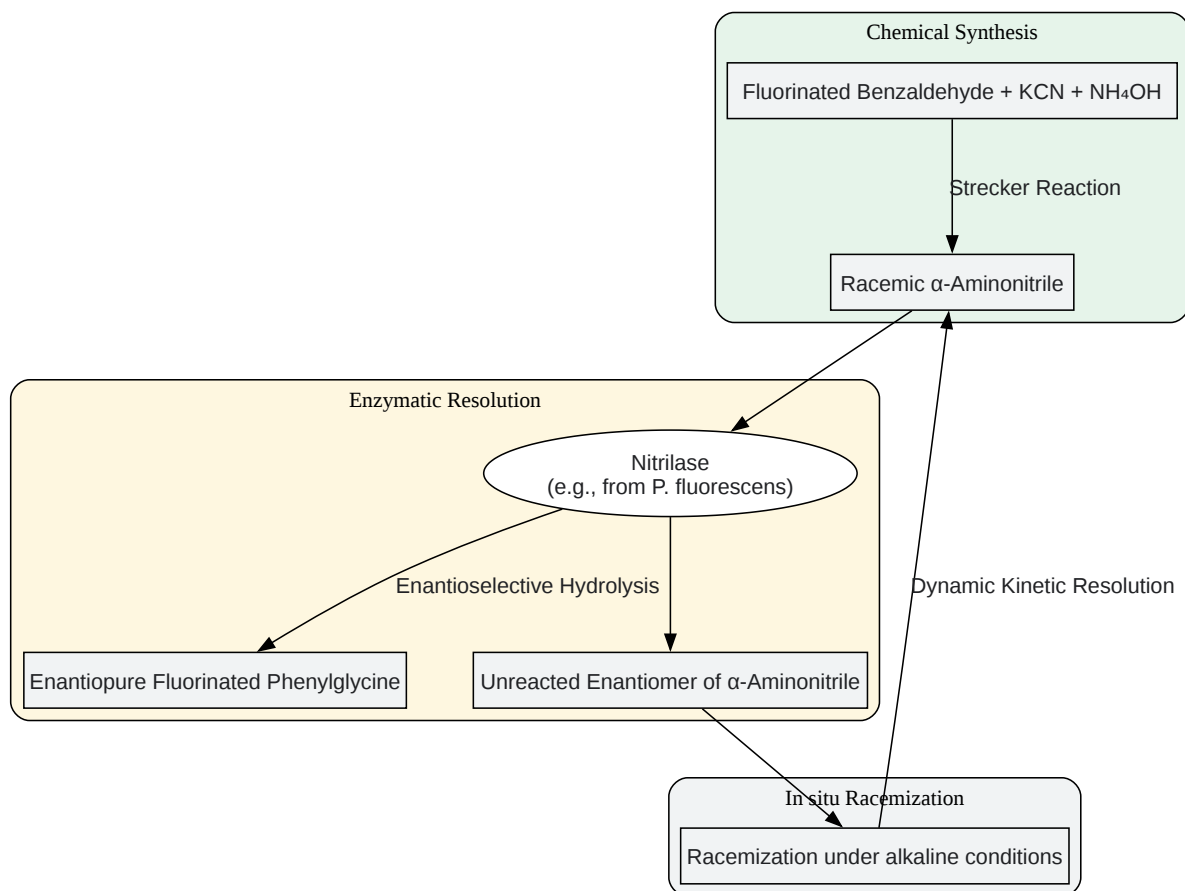 Chemical Synthesis
Fluorinated Benzaldehyde + KCN + NH₄OH
Strecker Reaction
Racemic α-Aminonitrile
Enzymatic Resolution
Nitrilase
(e.g., from P. fluorescens)
Enantioselective Hydrolysis
Dynamic Kinetic Resolution
Enantiopure Fluorinated Phenylglycine
Unreacted Enantiomer of α-Aminonitrile
In situ Racemization
Racemization under alkaline conditions